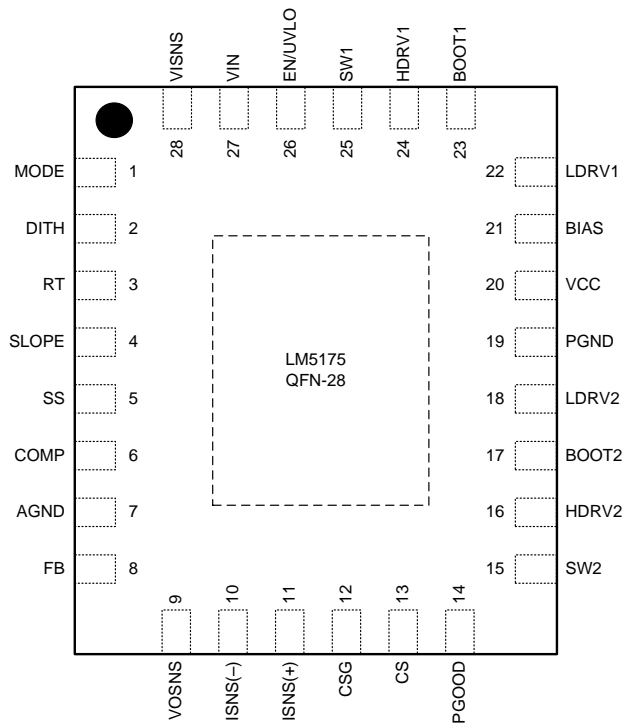 VISNS
VIN
EN/UVLO
SW1
HDRV1
BOOT1
28
27
26
25
24
23
MODE 1
22 LDRV1
DITH 2
21 BIAS
RT 3
20 VCC
SLOPE 4
19 PGND
LM5175
QFN-28
SS 5
18 LDRV2
COMP 6
17 BOOT2
AGND 7
16 HDRV2
FB 8
15 SW2
9
10
11
12
13
14
VOSNS
ISNS(–)
ISNS(+)
CSG
CS
PGOOD